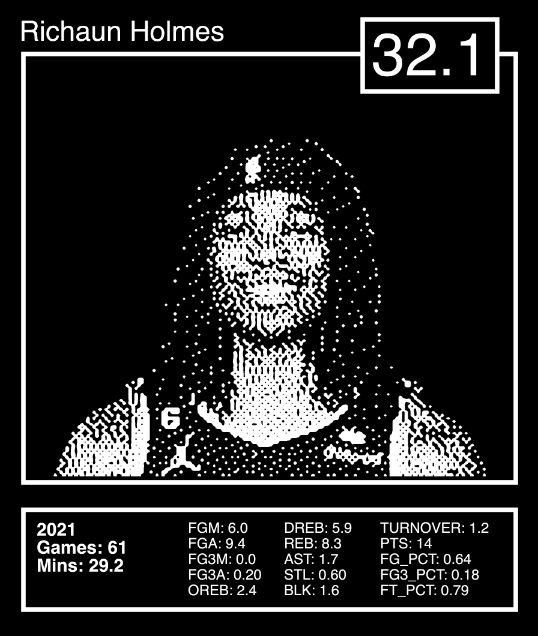 Richaun Holmes
32.1
6
2021
Games: 61
Mins: 29.2
FGM: 6.0
FGA: 9.4
FG3M: 0.0
FG3A: 0.20
OREB: 2.4
DREB: 5.9
REB: 8.3
AST: 1.7
STL: 0.60
BLK: 1.6
TURNOVER: 1.2
PTS: 14
FG_PCT: 0.64
FG3_PCT: 0.18
FT_PCT: 0.79